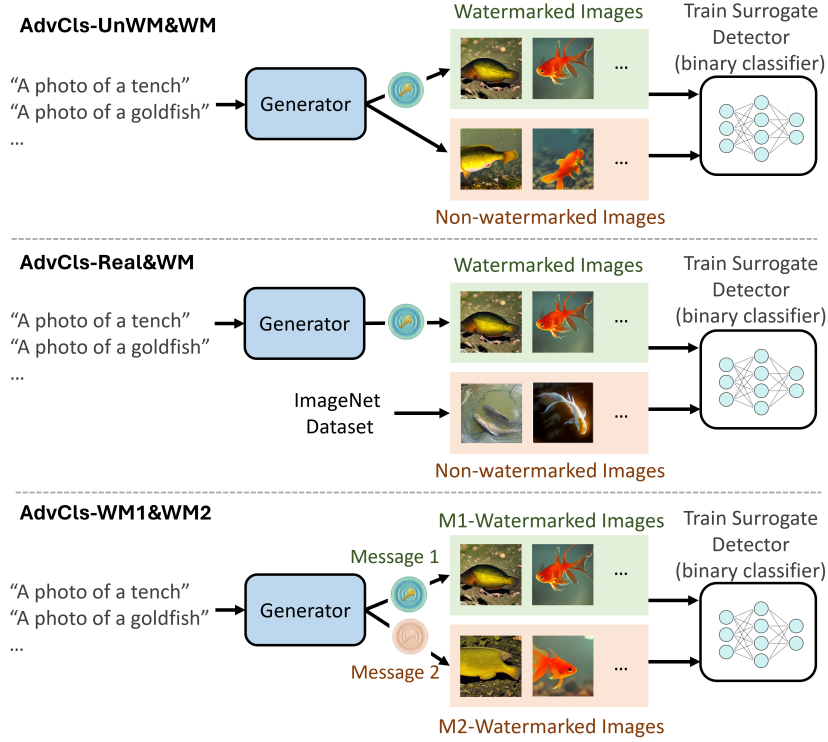 AdvCls-UnWM&WM
Watermarked Images
Train Surrogate
Detector
(binary classifier)
“A photo of a tench”
“A photo of a goldfish”
...
Generator
...
...
Non-watermarked Images
AdvCls-Real&WM
Watermarked Images
Train Surrogate
Detector
(binary classifier)
“A photo of a tench”
“A photo of a goldfish”
...
Generator
...
ImageNet
Dataset
...
Non-watermarked Images
AdvCls-WM1&WM2
M1-Watermarked Images
Train Surrogate
Detector
(binary classifier)
Message 1
“A photo of a tench”
“A photo of a goldfish”
...
Generator
...
Message 2
...
M2-Watermarked Images